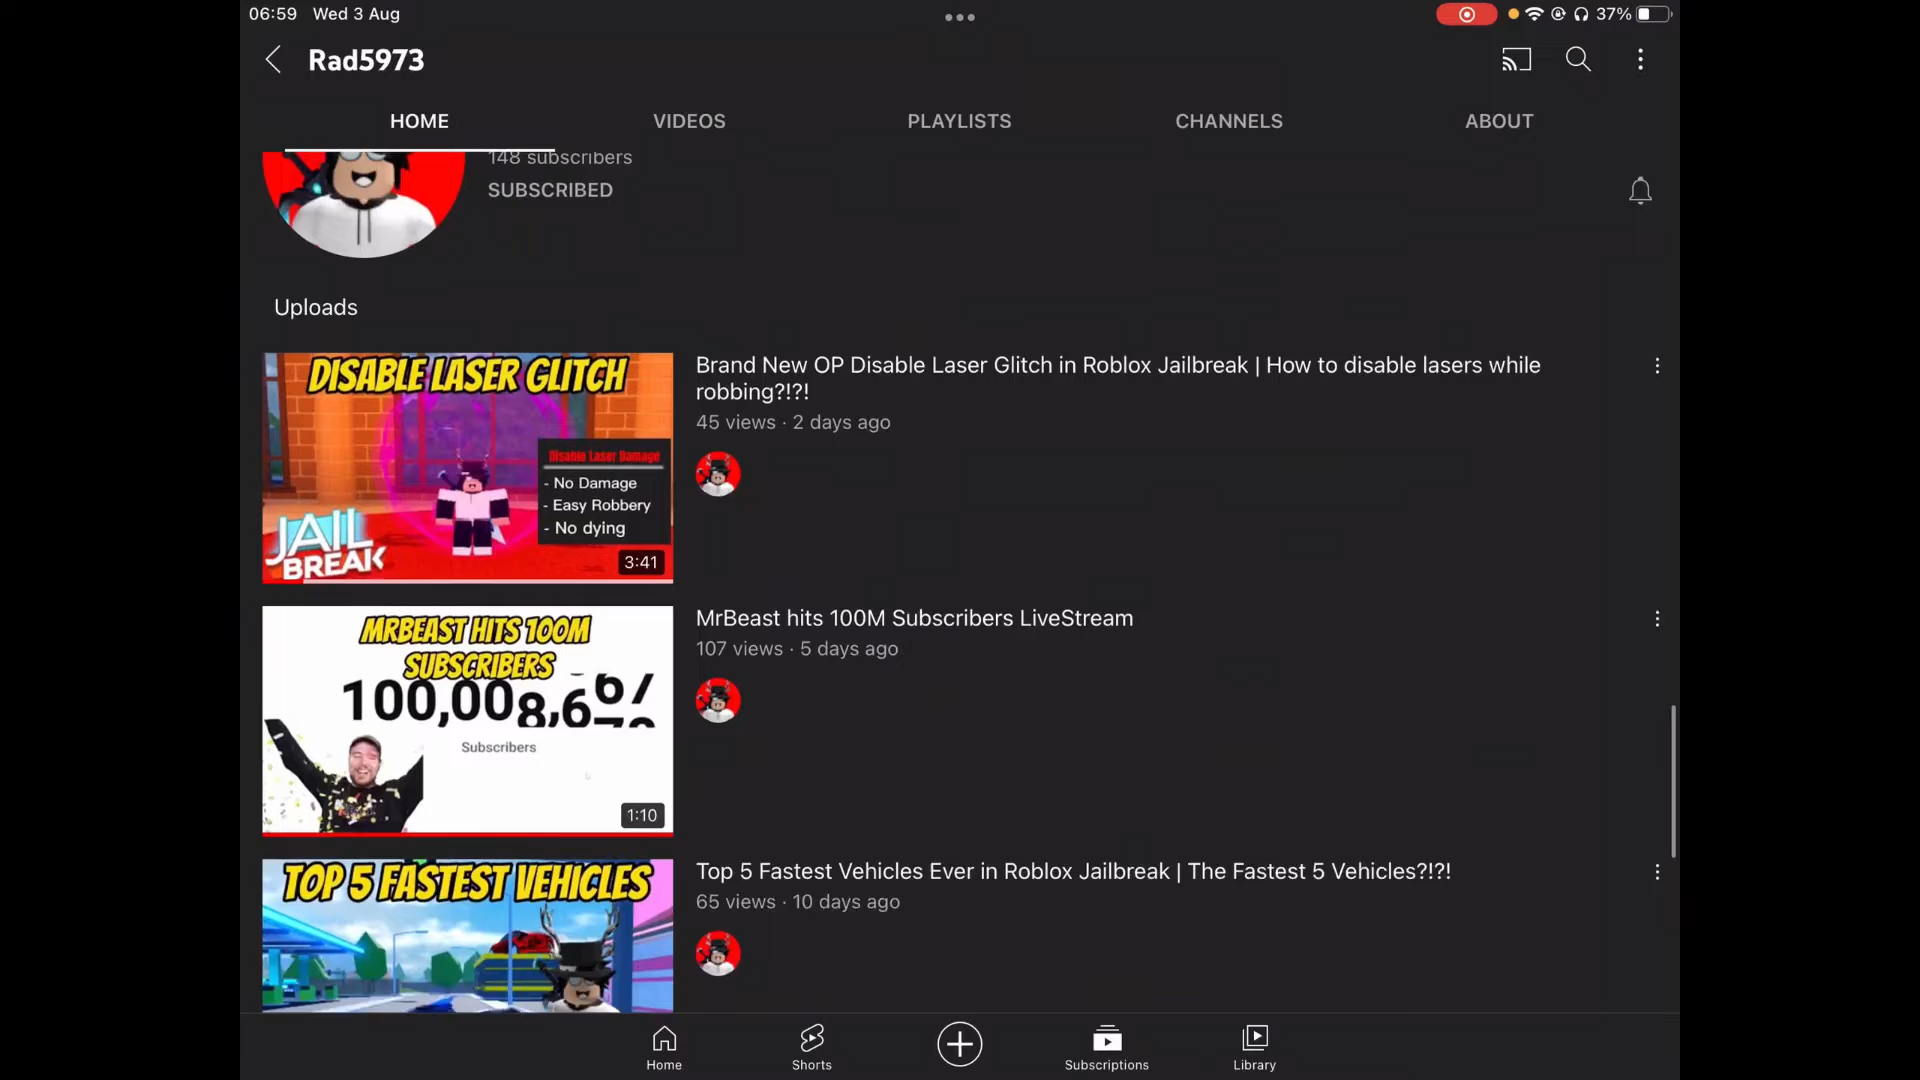 06:59 Wed 3 Aug
37%
Rad5973
HOME VIDEOS PLAYLISTS CHANNELS ABOUT
148 subscribers
SUBSCRIBED
Uploads
DISABLE LASER GLITCH
Disable Laser Damage
- No Damage
- Easy Robbery
- No dying
JAIL
BREAK
3:41
Brand New OP Disable Laser Glitch in Roblox Jailbreak | How to disable lasers while
robbing?!?!
45 views · 2 days ago
MRBEAST HITS 100M
SUBSCRIBERS
100,008,6
Subscribers
1:10
MrBeast hits 100M Subscribers LiveStream
107 views · 5 days ago
TOP 5 FASTEST VEHICLES
Top 5 Fastest Vehicles Ever in Roblox Jailbreak | The Fastest 5 Vehicles?!?!
65 views · 10 days ago
Home Shorts Subscriptions Library